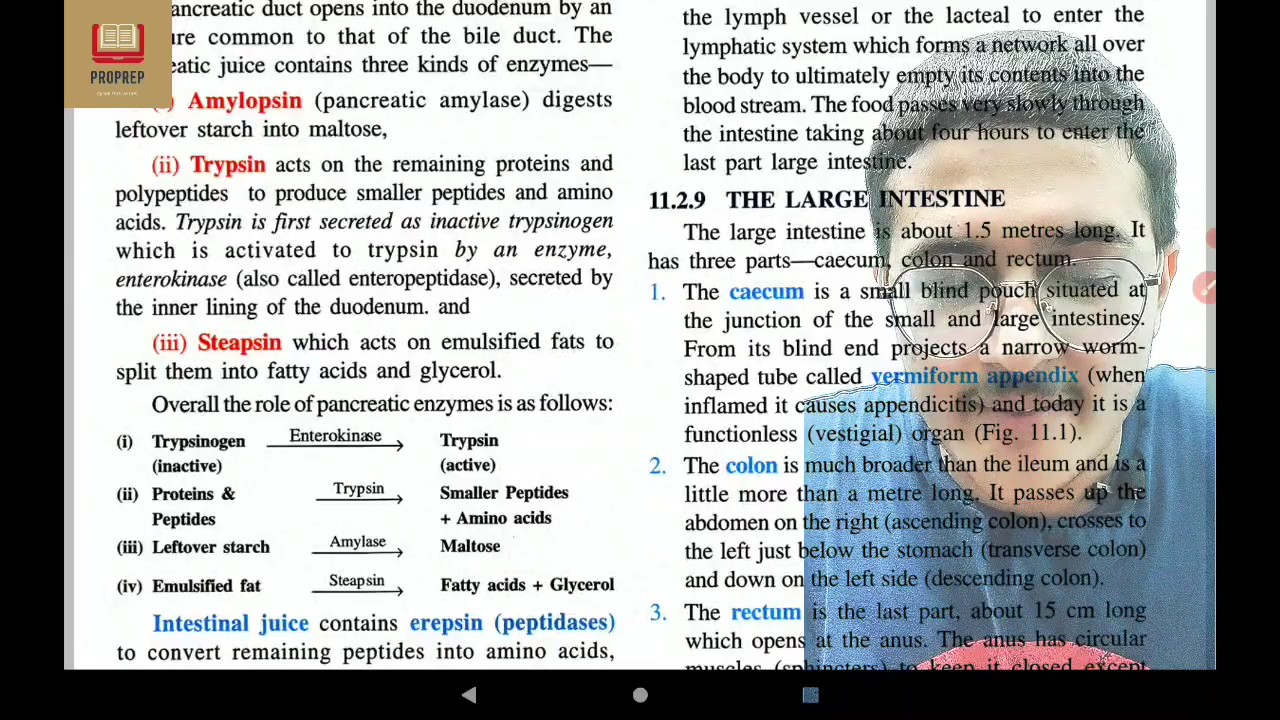 PROPREP
ancreatic duct opens into the duodenum by an
ure common to that of the bile duct. The
eatic juice contains three kinds of enzymes—
Amylopsin (pancreatic amylase) digests
leftover starch into maltose,
(ii) Trypsin acts on the remaining proteins and
polypeptides to produce smaller peptides and amino
acids. Trypsin is first secreted as inactive trypsinogen
which is activated to trypsin by an enzyme,
enterokinase (also called enteropeptidase), secreted by
the inner lining of the duodenum. and
(iii) Steapsin which acts on emulsified fats to
split them into fatty acids and glycerol.
Overall the role of pancreatic enzymes is as follows:
(i) Trypsinogen Enterokinase Trypsin
(inactive) (active)
(ii) Proteins & Trypsin Smaller Peptides
Peptides + Amino acids
(iii) Leftover starch Amylase Maltose
(iv) Emulsified fat Steapsin Fatty acids + Glycerol
Intestinal juice contains erepsin (peptidases)
to convert remaining peptides into amino acids,
the lymph vessel or the lacteal to enter the
lymphatic system which forms a network all over
the body to ultimately empty its contents into the
blood stream. The food passes very slowly through
the intestine taking about four hours to enter the
last part large intestine.
11.2.9 THE LARGE INTESTINE
The large intestine is about 1.5 metres long. It
has three parts—caecum, colon and rectum.
1. The caecum is a small blind pouch situated at
the junction of the small and large intestines.
From its blind end projects a narrow worm-
shaped tube called vermiform appendix (when
inflamed it causes appendicitis) and today it is a
functionless (vestigial) organ (Fig. 11.1).
2. The colon is much broader than the ileum and is a
little more than a metre long. It passes up the
abdomen on the right (ascending colon), crosses to
the left just below the stomach (transverse colon)
and down on the left side (descending colon).
3. The rectum is the last part, about 15 cm long
which opens at the anus. The anus has circular
muscles (sphincters) to keep it closed except